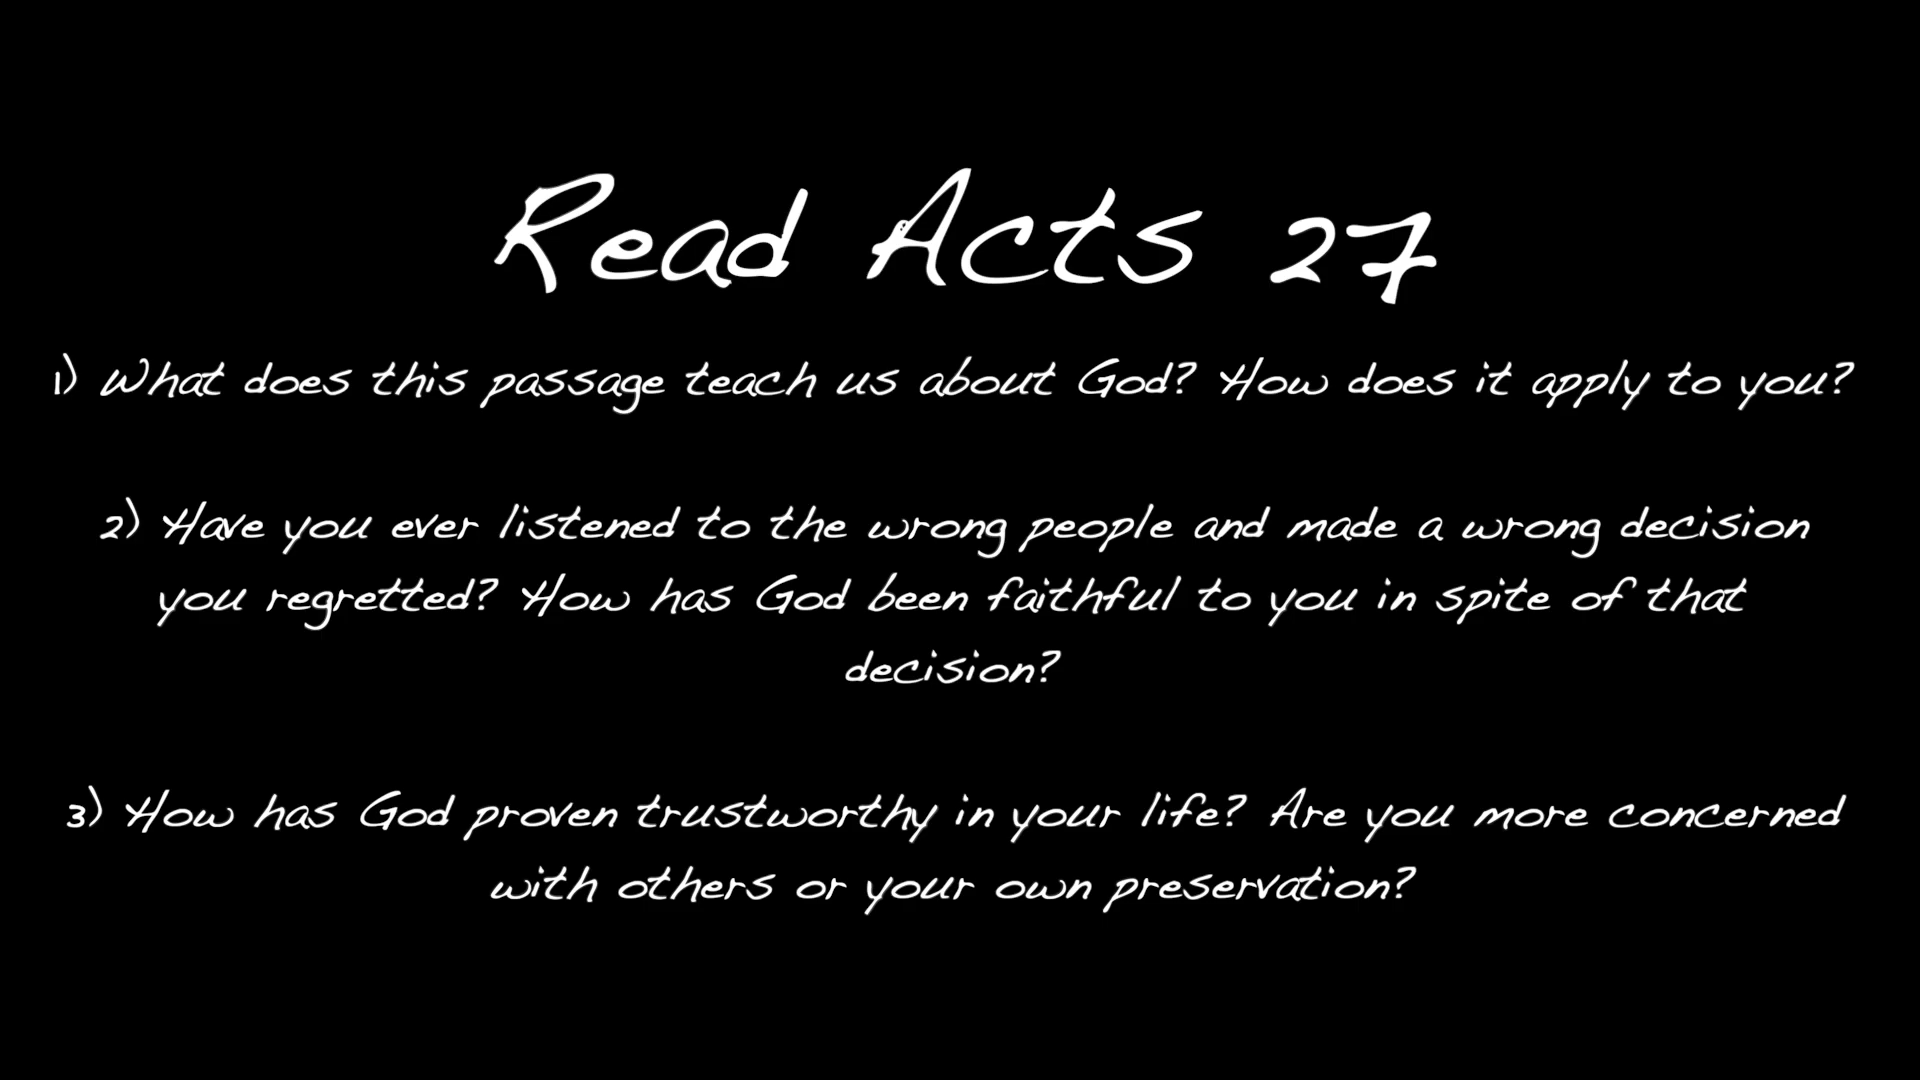 Read Acts 27
1) What does this passage teach us about God? How does it apply to you?
2) Have you ever listened to the wrong people and made a wrong decision
you regretted? How has God been faithful to you in spite of that
decision?
3) How has God proven trustworthy in your life? Are you more concerned
with others or your own preservation?